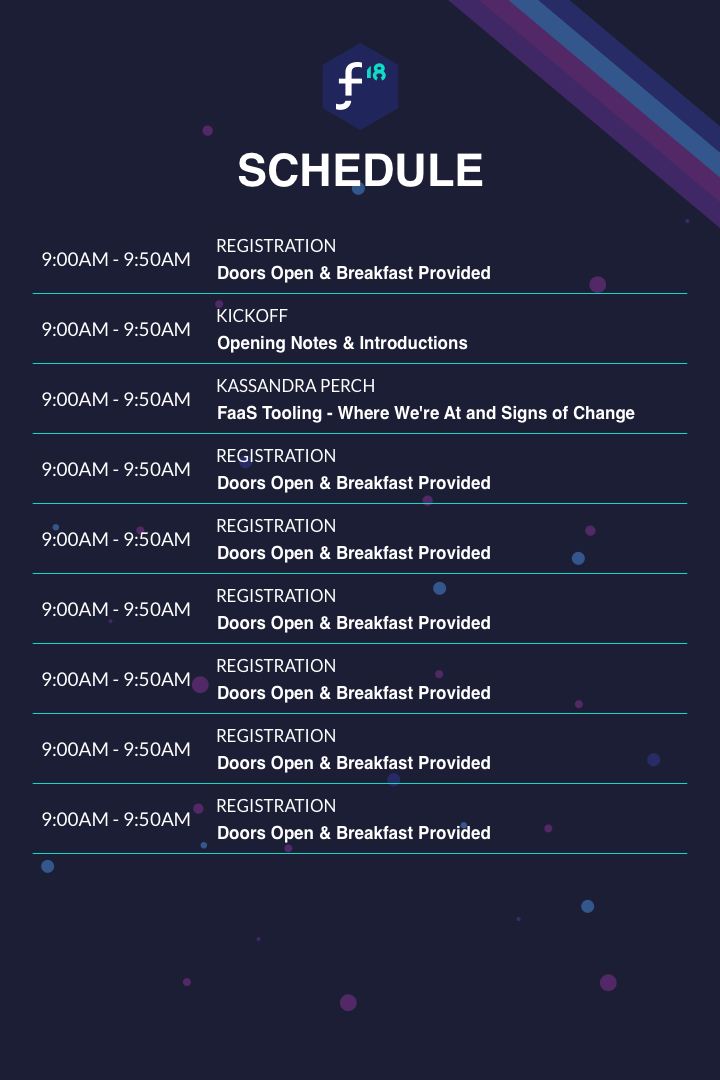 f18
SCHEDULE
9:00AM - 9:50AM
REGISTRATION
Doors Open & Breakfast Provided
9:00AM - 9:50AM
KICKOFF
Opening Notes & Introductions
9:00AM - 9:50AM
KASSANDRA PERCH
FaaS Tooling - Where We're At and Signs of Change
9:00AM - 9:50AM
REGISTRATION
Doors Open & Breakfast Provided
9:00AM - 9:50AM
REGISTRATION
Doors Open & Breakfast Provided
9:00AM - 9:50AM
REGISTRATION
Doors Open & Breakfast Provided
9:00AM - 9:50AM
REGISTRATION
Doors Open & Breakfast Provided
9:00AM - 9:50AM
REGISTRATION
Doors Open & Breakfast Provided
9:00AM - 9:50AM
REGISTRATION
Doors Open & Breakfast Provided